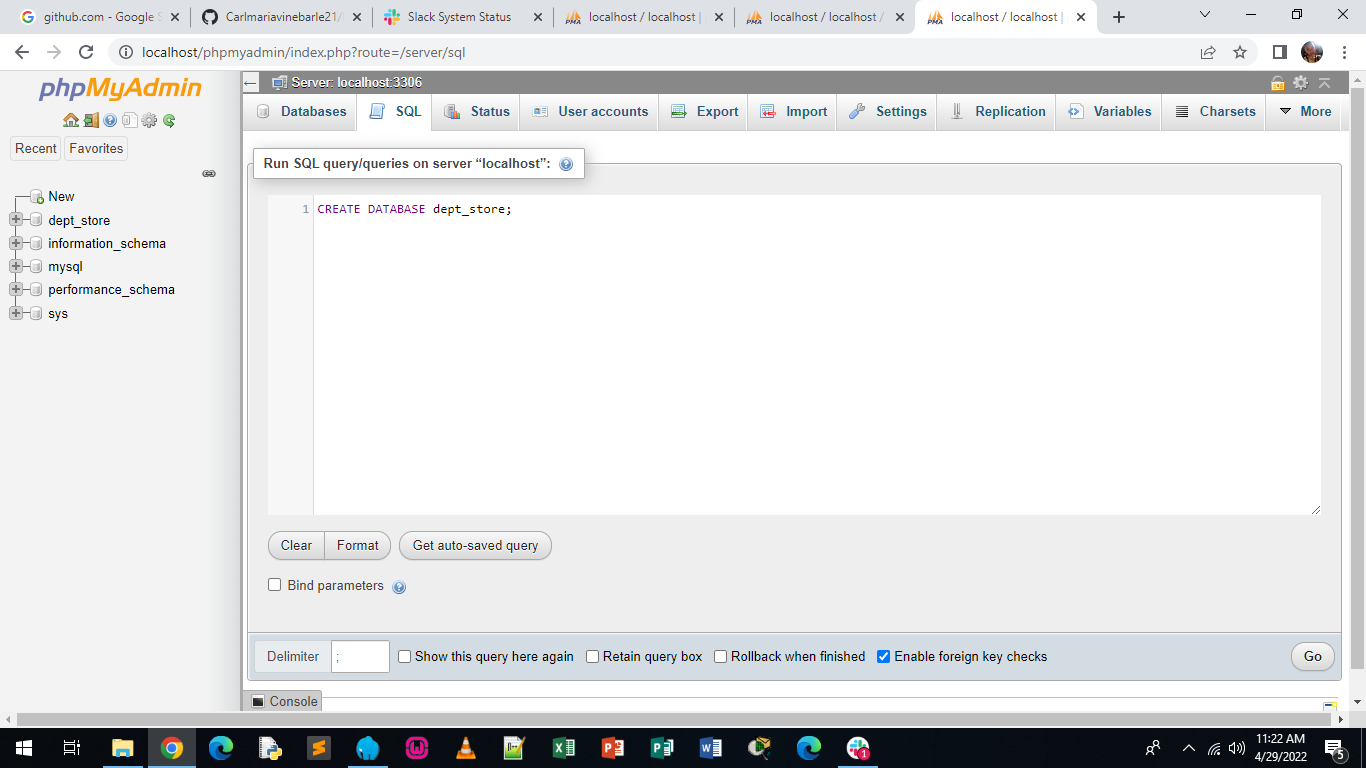 github.com - Google S
Carlmariavinebarle21/
Slack System Status
localhost / localhost |
localhost / localhost /
localhost / localhost |
localhost/phpmyadmin/index.php?route=/server/sql
phpMyAdmin
Recent
Favorites
New
dept_store
information_schema
mysql
performance_schema
sys
Server: localhost:3306
Databases
SQL
Status
User accounts
Export
Import
Settings
Replication
Variables
Charsets
More
Run SQL query/queries on server “localhost”:
1 CREATE DATABASE dept_store;
Clear
Format
Get auto-saved query
Bind parameters
Delimiter
;
Show this query here again
Retain query box
Rollback when finished
Enable foreign key checks
Go
Console
11:22 AM
4/29/2022
5
1